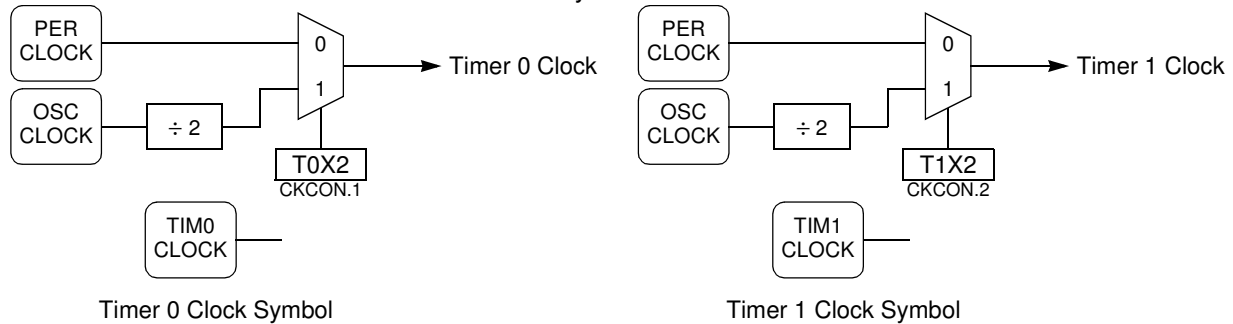 PER
CLOCK
0
Timer 0 Clock
1
OSC
CLOCK
÷ 2
T0X2
CKCON.1
TIM0
CLOCK
Timer 0 Clock Symbol
PER
CLOCK
0
Timer 1 Clock
1
OSC
CLOCK
÷ 2
T1X2
CKCON.2
TIM1
CLOCK
Timer 1 Clock Symbol